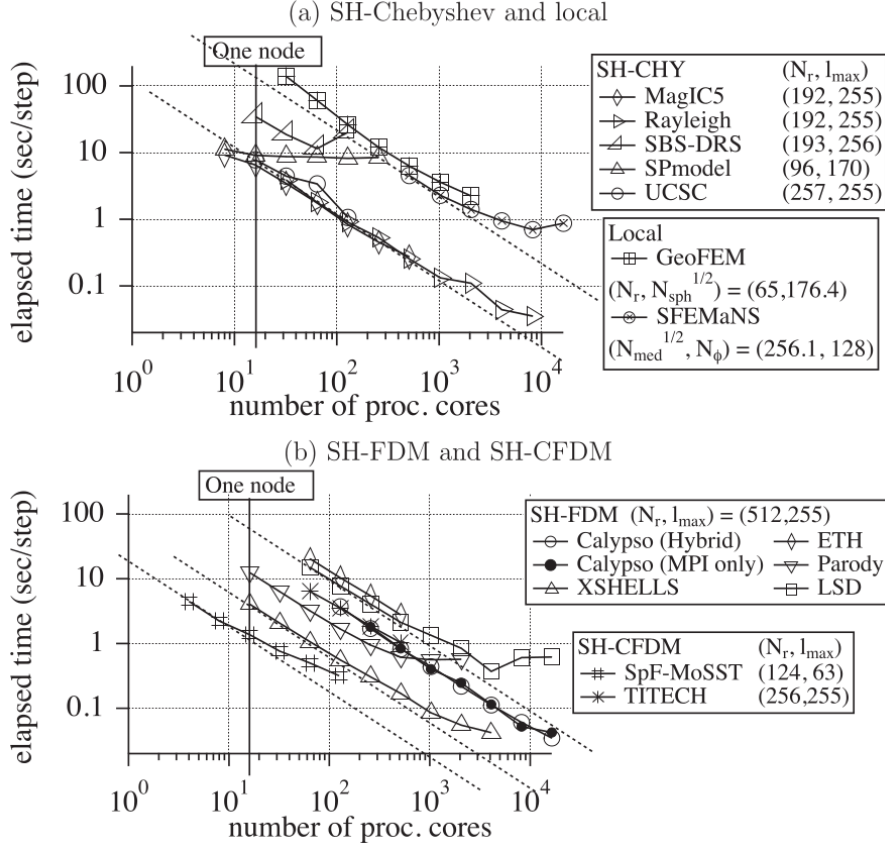 (a) SH-Chebyshev and local
One node
elapsed time (sec/step)
100
10
1
0.1
10^0 10^1 10^2 10^3 10^4
number of proc. cores
SH-CHY (N_r, l_max)
MagIC5 (192, 255)
Rayleigh (192, 255)
SBS-DRS (193, 256)
SPmodel (96, 170)
UCSC (257, 255)
Local
GeoFEM
(N_r, N_sph^1/2) = (65,176.4)
SFEMaNS
(N_med^1/2, N_ϕ) = (256.1, 128)
(b) SH-FDM and SH-CFDM
One node
elapsed time (sec/step)
100
10
1
0.1
10^0 10^1 10^2 10^3 10^4
number of proc. cores
SH-FDM (N_r, l_max) = (512,255)
Calypso (Hybrid) ETH
Calypso (MPI only) Parody
XSHELLS LSD
SH-CFDM (N_r, l_max)
SpF-MoSST (124, 63)
TITECH (256,255)